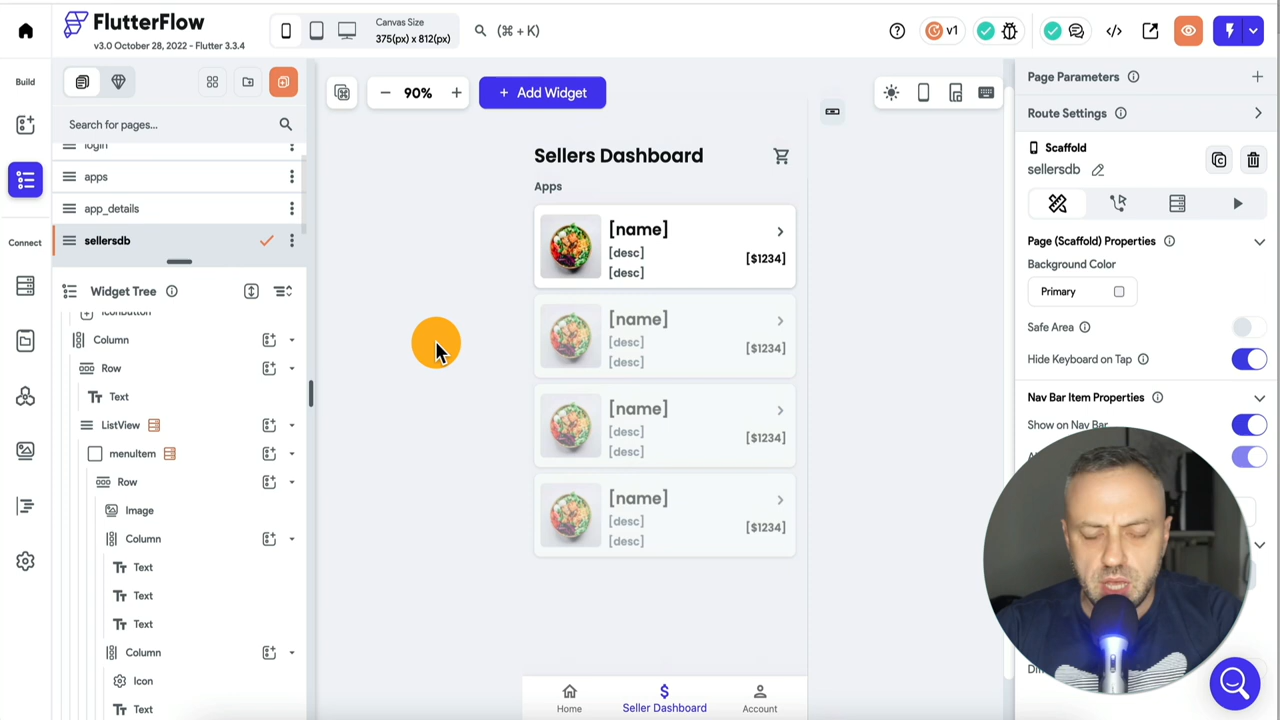 FlutterFlow
v3.0 October 28, 2022 - Flutter 3.3.4
Canvas Size
375(px) x 812(px)
(⌘ + K)
v1
Build
Connect
Search for pages...
login
apps
app_details
sellersdb
Widget Tree
IconButton
Column
Row
Text
ListView
menuItem
Row
Image
Column
Text
Text
Text
Column
Icon
Text
90%
+ Add Widget
Sellers Dashboard
Apps
[name]
[desc]
[desc]
[$1234]
[name]
[desc]
[desc]
[$1234]
[name]
[desc]
[desc]
[$1234]
[name]
[desc]
[desc]
[$1234]
Home
$
Seller Dashboard
Account
Page Parameters
Route Settings
Scaffold
sellersdb
Page (Scaffold) Properties
Background Color
Primary
Safe Area
Hide Keyboard on Tap
Nav Bar Item Properties
Show on Nav Bar